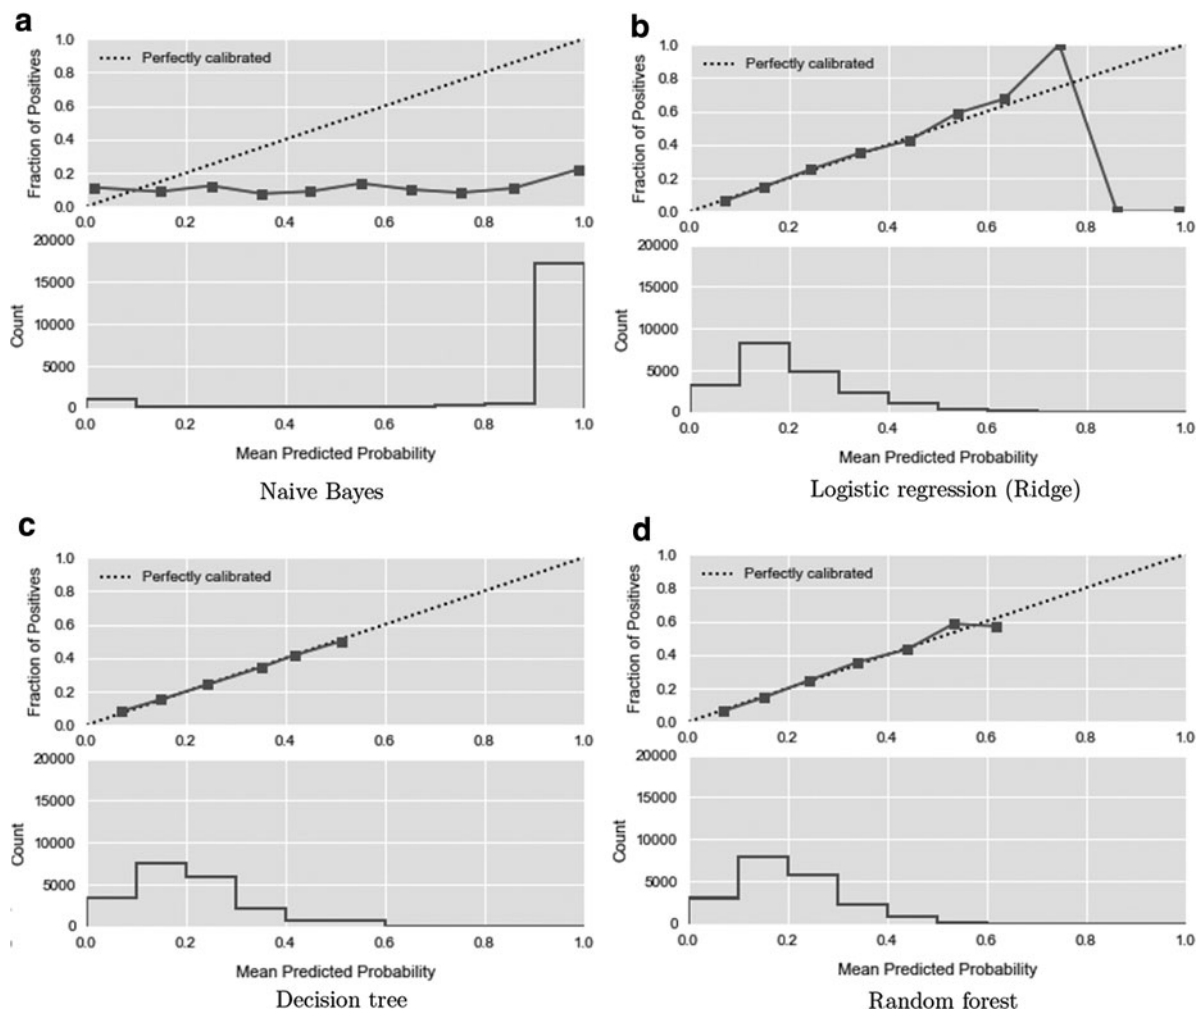 a
1.0
Perfectly calibrated
0.8
0.6
0.4
0.2
0.0
Fraction of Positives
0.0 0.2 0.4 0.6 0.8 1.0
20000
15000
10000
5000
0
Count
0.0 0.2 0.4 0.6 0.8 1.0
Mean Predicted Probability
Naive Bayes
b
1.0
Perfectly calibrated
0.8
0.6
0.4
0.2
0.0
Fraction of Positives
0.0 0.2 0.4 0.6 0.8 1.0
20000
15000
10000
5000
0
Count
0.0 0.2 0.4 0.6 0.8 1.0
Mean Predicted Probability
Logistic regression (Ridge)
c
1.0
Perfectly calibrated
0.8
0.6
0.4
0.2
0.0
Fraction of Positives
0.0 0.2 0.4 0.6 0.8 1.0
20000
15000
10000
5000
0
Count
0.0 0.2 0.4 0.6 0.8 1.0
Mean Predicted Probability
Decision tree
d
1.0
Perfectly calibrated
0.8
0.6
0.4
0.2
0.0
Fraction of Positives
0.0 0.2 0.4 0.6 0.8 1.0
20000
15000
10000
5000
0
Count
0.0 0.2 0.4 0.6 0.8 1.0
Mean Predicted Probability
Random forest